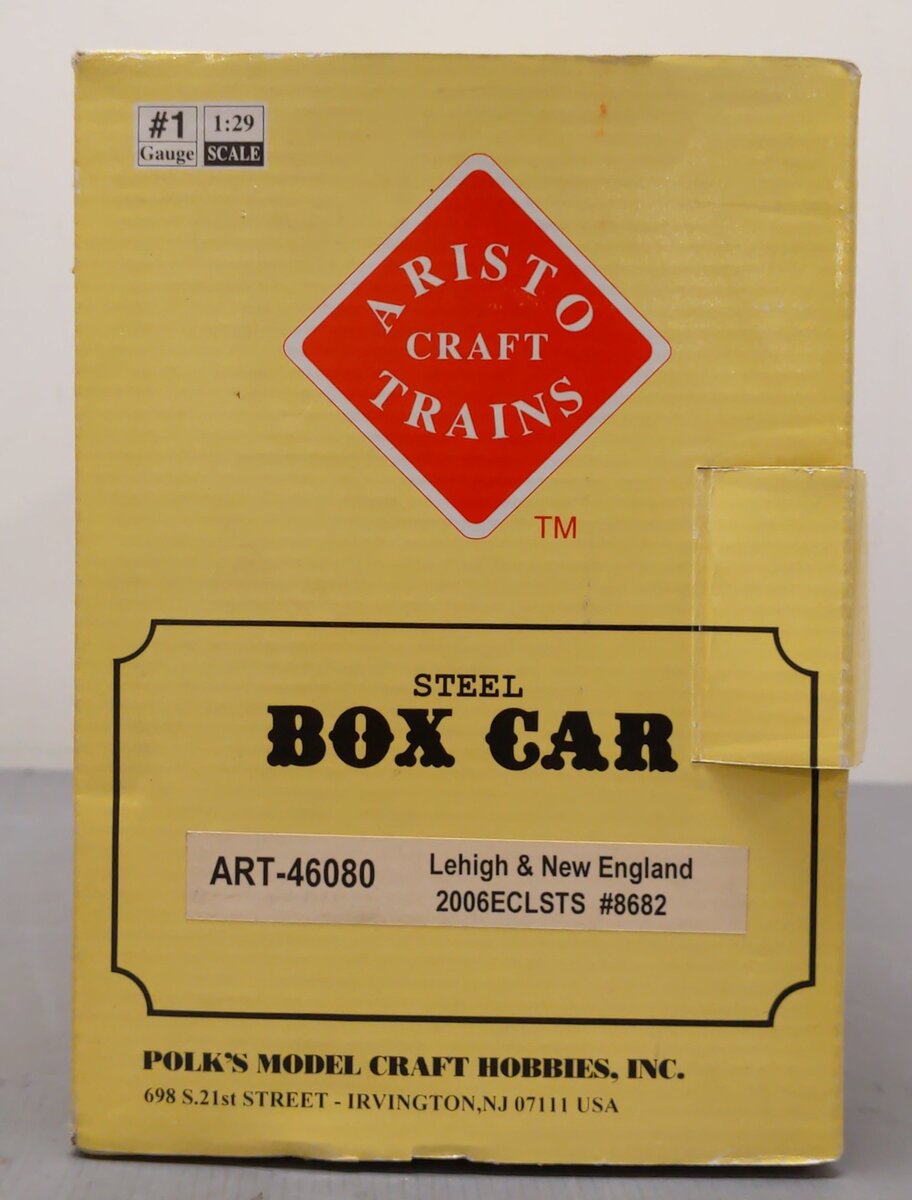 #1
Gauge
1:29
SCALE
ARISTO
CRAFT
TRAINS
TM
STEEL
BOX CAR
ART-46080
Lehigh & New England
2006ECLSTS #8682
POLK'S MODEL CRAFT HOBBIES, INC.
698 S.21st STREET - IRVINGTON,NJ 07111 USA